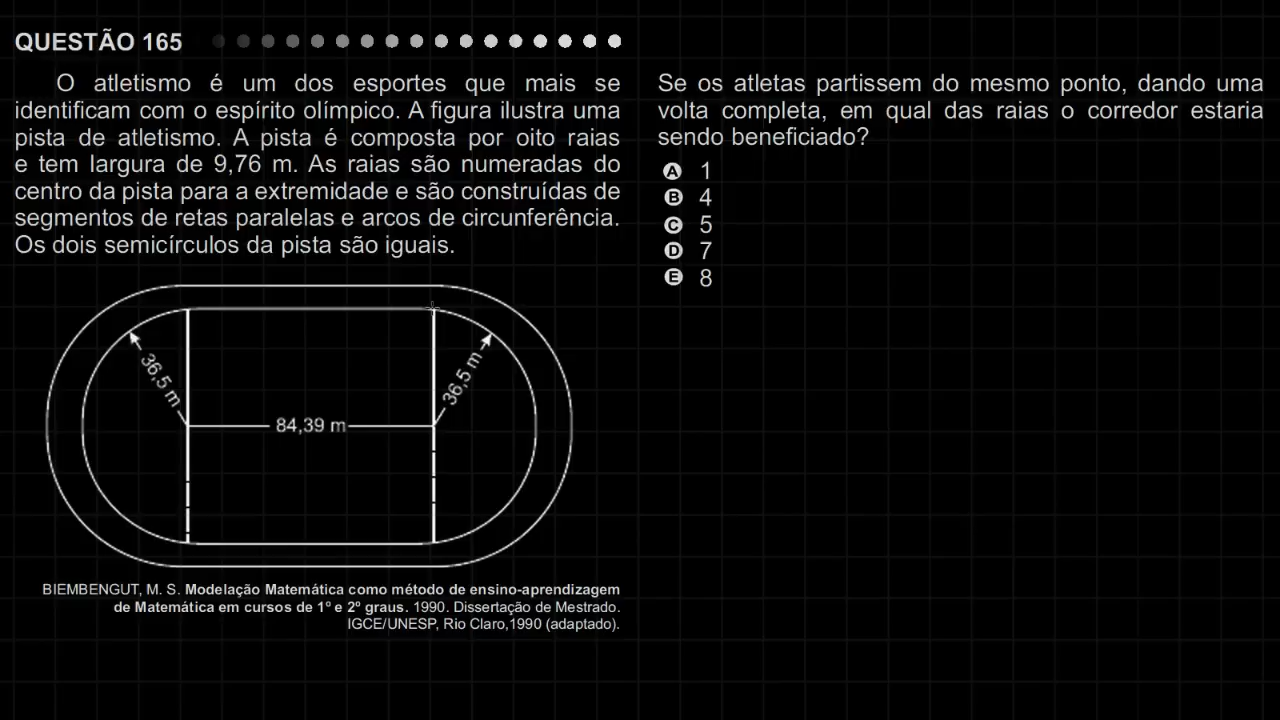 QUESTÃO 165
O atletismo é um dos esportes que mais se
identificam com o espírito olímpico. A figura ilustra uma
pista de atletismo. A pista é composta por oito raias
e tem largura de 9,76 m. As raias são numeradas do
centro da pista para a extremidade e são construídas de
segmentos de retas paralelas e arcos de circunferência.
Os dois semicírculos da pista são iguais.
36,5 m
84,39 m
36,5 m
BIEMBENGUT, M. S. Modelação Matemática como método de ensino-aprendizagem
de Matemática em cursos de 1º e 2º graus. 1990. Dissertação de Mestrado.
IGCE/UNESP, Rio Claro,1990 (adaptado).
Se os atletas partissem do mesmo ponto, dando uma
volta completa, em qual das raias o corredor estaria
sendo beneficiado?
A 1
B 4
C 5
D 7
E 8